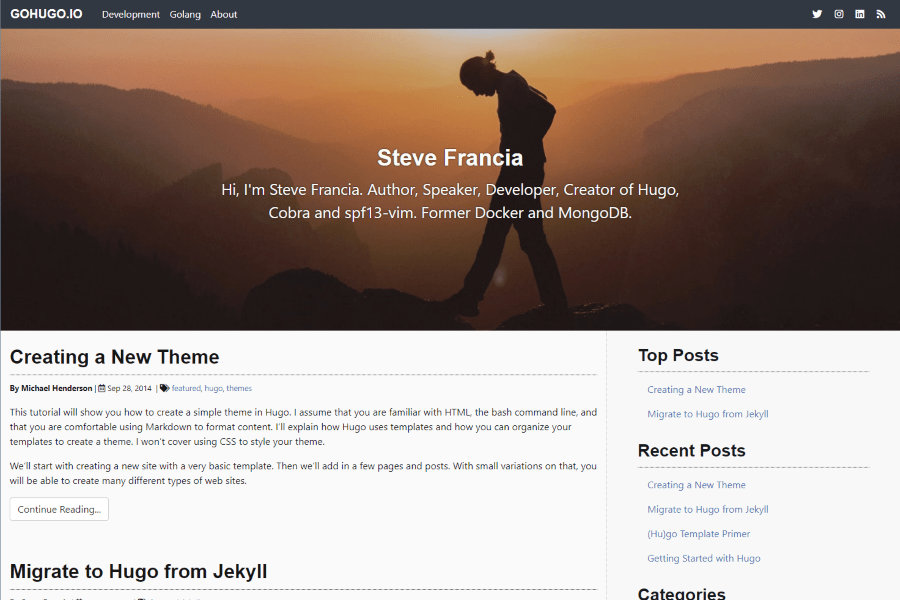 GOHUGO.IO Development Golang About
Steve Francia
Hi, I'm Steve Francia. Author, Speaker, Developer, Creator of Hugo,
Cobra and spf13-vim. Former Docker and MongoDB.
Creating a New Theme
By Michael Henderson | Sep 28, 2014 | featured, hugo, themes
This tutorial will show you how to create a simple theme in Hugo. I assume that you are familiar with HTML, the bash command line, and
that you are comfortable using Markdown to format content. I'll explain how Hugo uses templates and how you can organize your
templates to create a theme. I won't cover using CSS to style your theme.
We'll start with creating a new site with a very basic template. Then we'll add in a few pages and posts. With small variations on that, you
will be able to create many different types of web sites.
Continue Reading...
Migrate to Hugo from Jekyll
Top Posts
Creating a New Theme
Migrate to Hugo from Jekyll
Recent Posts
Creating a New Theme
Migrate to Hugo from Jekyll
(Hu)go Template Primer
Getting Started with Hugo
Categories